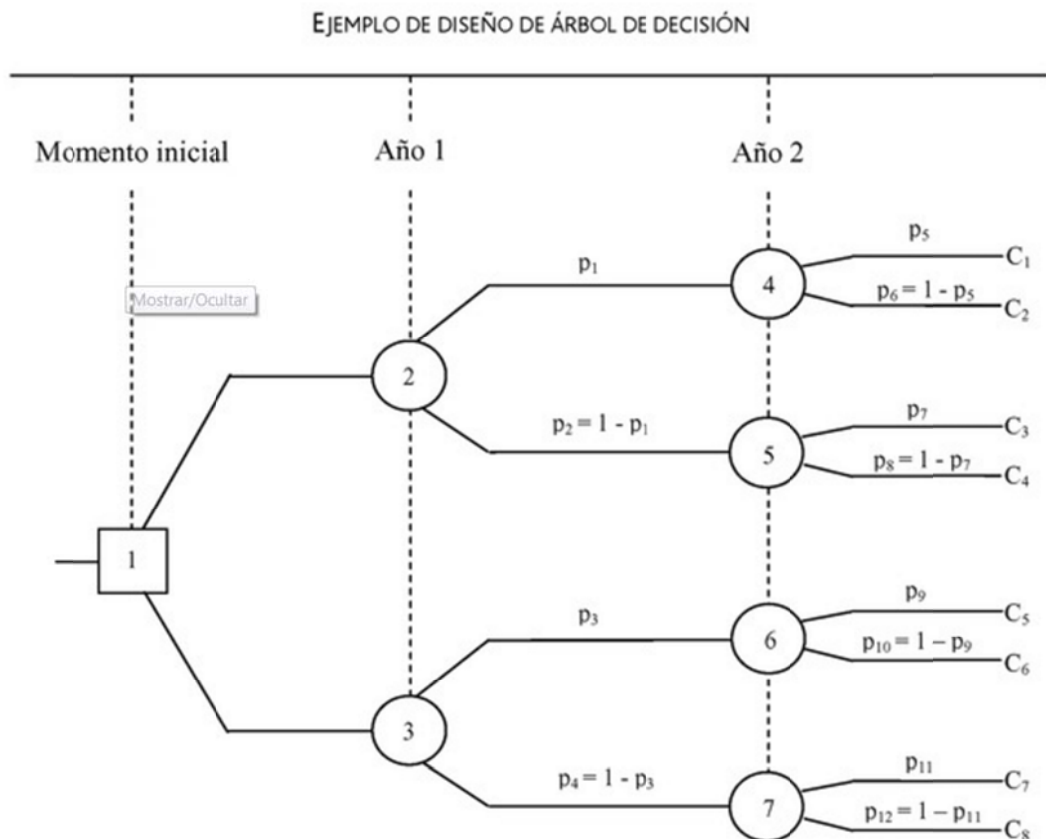 EJEMPLO DE DISEÑO DE ÁRBOL DE DECISIÓN
Momento inicial
Año 1
Año 2
p₅
C₁
p₁
4
p₆ = 1 - p₅
C₂
Mostrar/Ocultar
2
p₇
C₃
p₂ = 1 - p₁
5
p₈ = 1 - p₇
C₄
1
p₉
C₅
p₃
6
p₁₀ = 1 – p₉
C₆
3
p₁₁
C₇
p₄ = 1 - p₃
7
p₁₂ = 1 – p₁₁
C₈